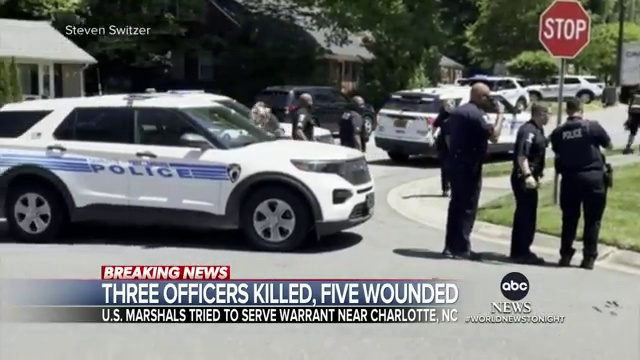 Steven Switzer
STOP
POLICE
POLICE
BREAKING NEWS
THREE OFFICERS KILLED, FIVE WOUNDED
U.S. MARSHALS TRIED TO SERVE WARRANT NEAR CHARLOTTE, NC
abc
NEWS
#WORLDNEWSTONIGHT